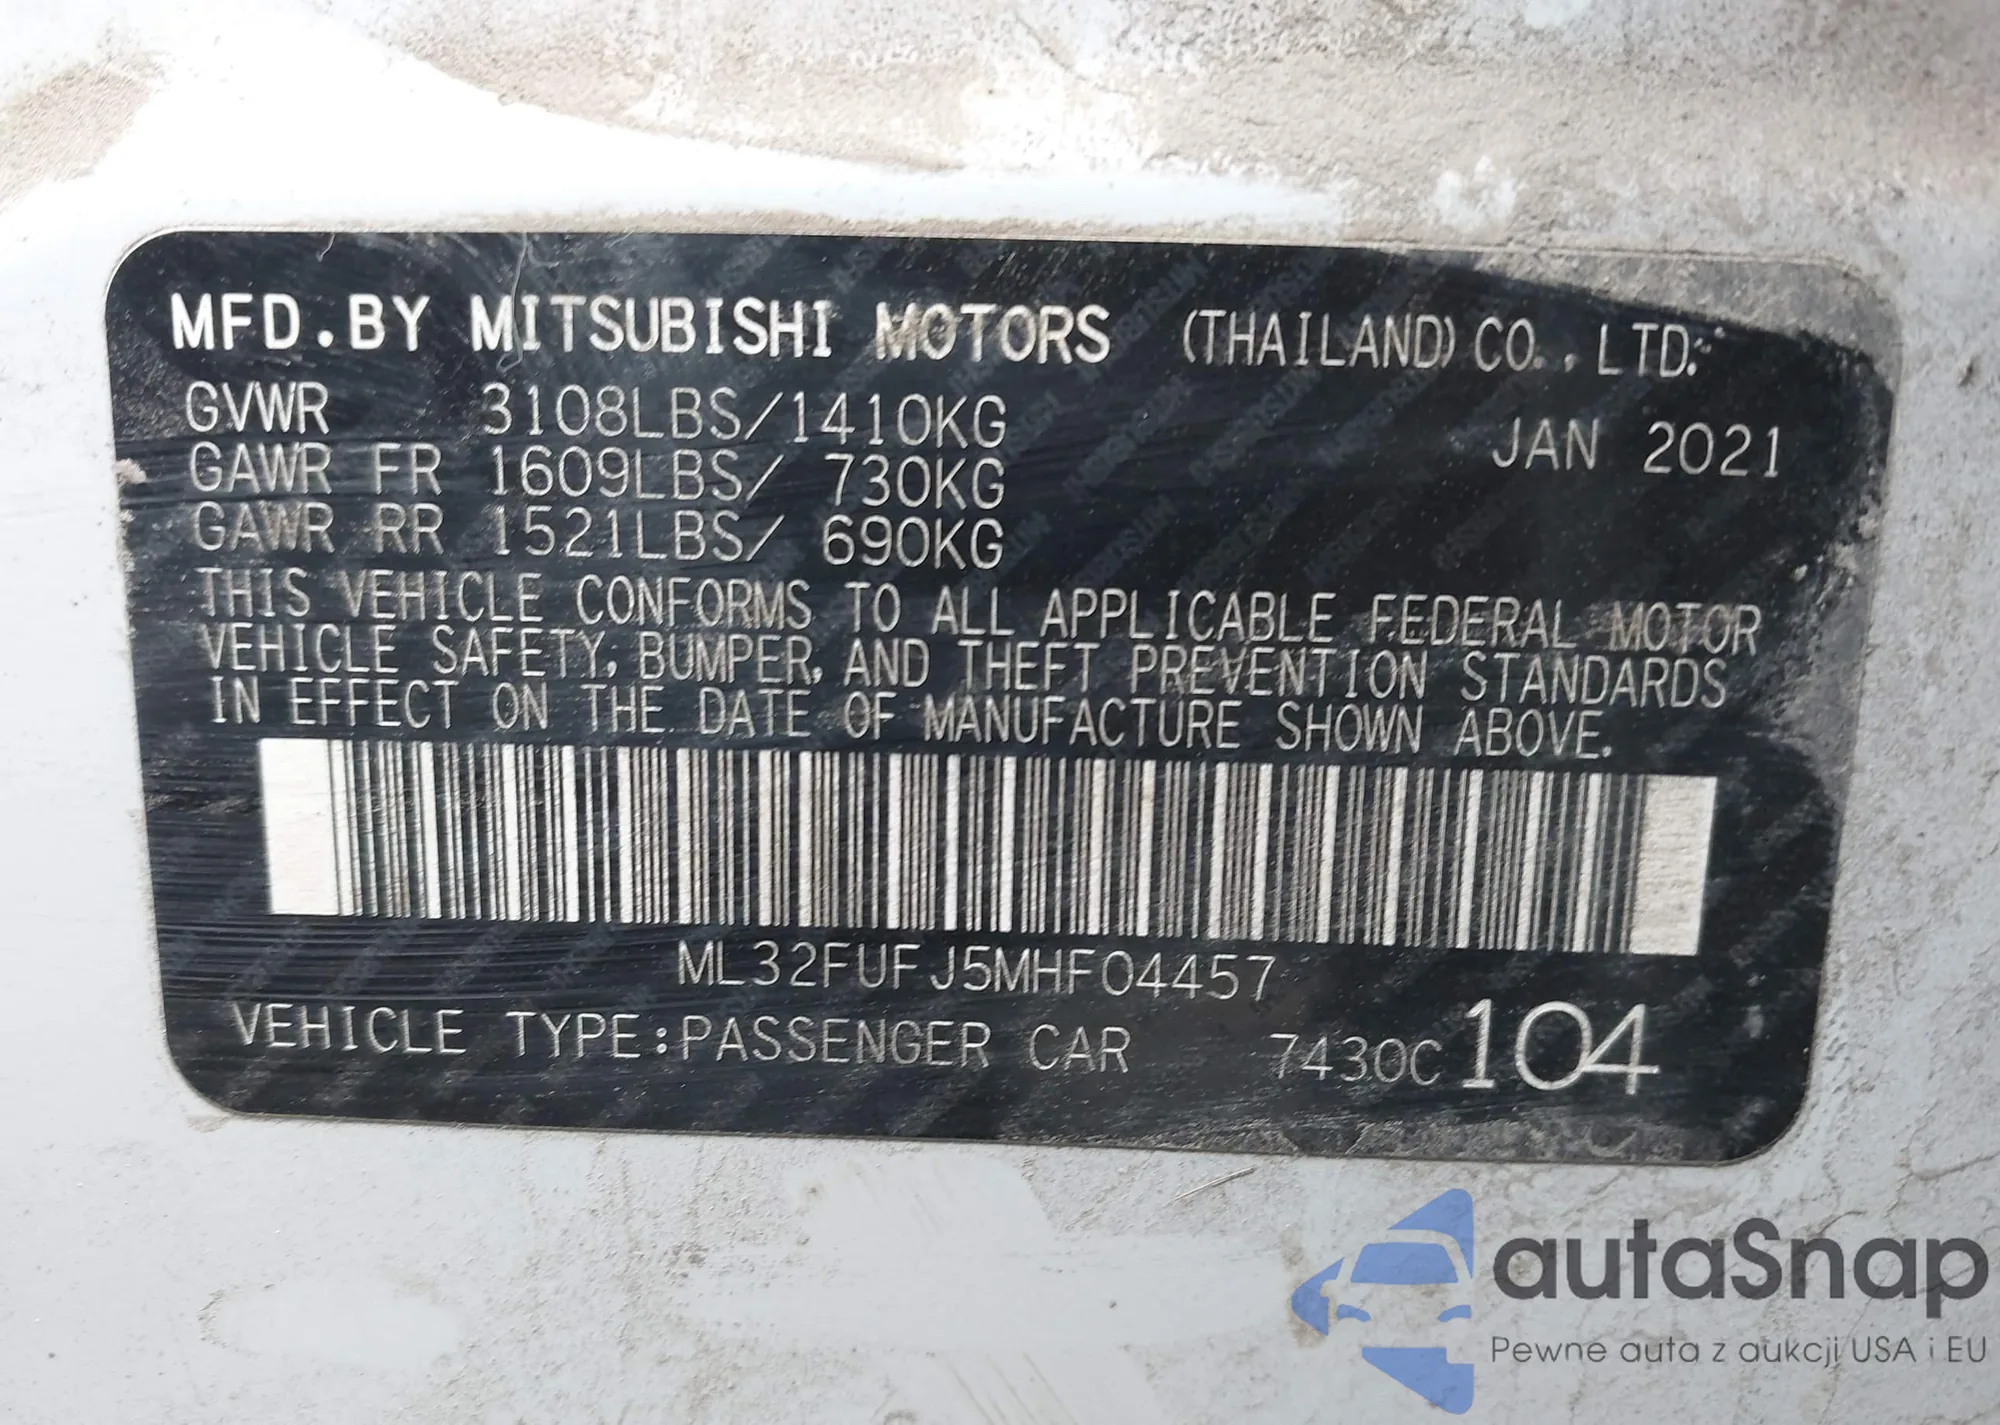 MFD.BY MITSUBISHI MOTORS (THAILAND) CO., LTD.
GVWR 3108LBS/1410KG JAN 2021
GAWR FR 1609LBS/ 730KG
GAWR RR 1521LBS/ 690KG
THIS VEHICLE CONFORMS TO ALL APPLICABLE FEDERAL MOTOR
VEHICLE SAFETY, BUMPER, AND THEFT PREVENTION STANDARDS
IN EFFECT ON THE DATE OF MANUFACTURE SHOWN ABOVE.
ML32FUFJ5MHF04457
VEHICLE TYPE:PASSENGER CAR 7430C 104
autaSnap
Pewne auta z aukcji USA i EU